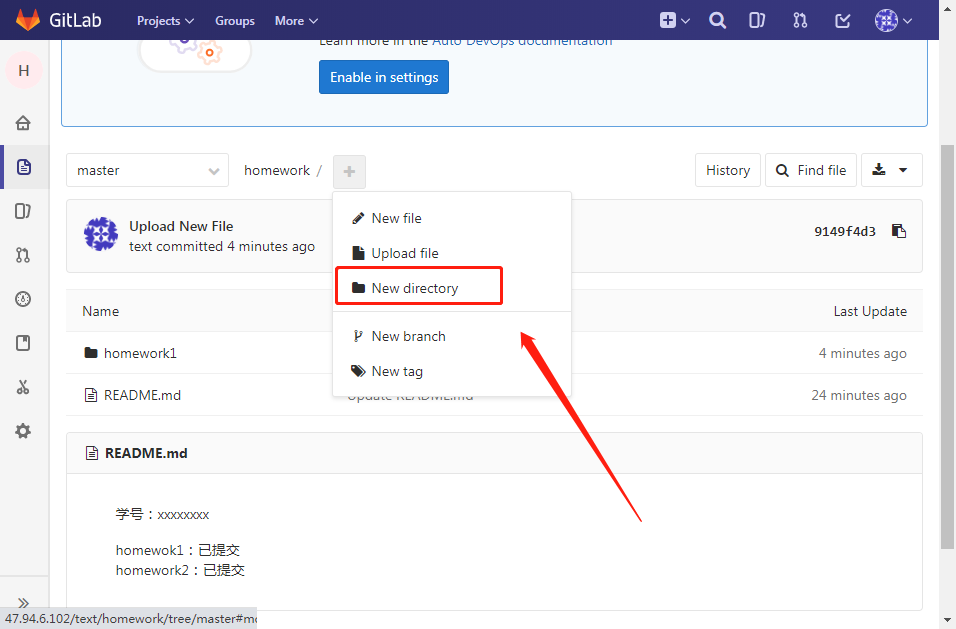 GitLab Projects Groups More
Learn more in the Auto DevOps documentation
H
Enable in settings
master homework / History Find file
New file
Upload file
New directory
New branch
New tag
Upload New File
text committed 4 minutes ago 9149f4d3
Name Last Update
homework1 4 minutes ago
README.md Update README.md 24 minutes ago
README.md
学号：xxxxxxxx
homewok1：已提交
homework2：已提交
47.94.6.102/text/homework/tree/master#mo